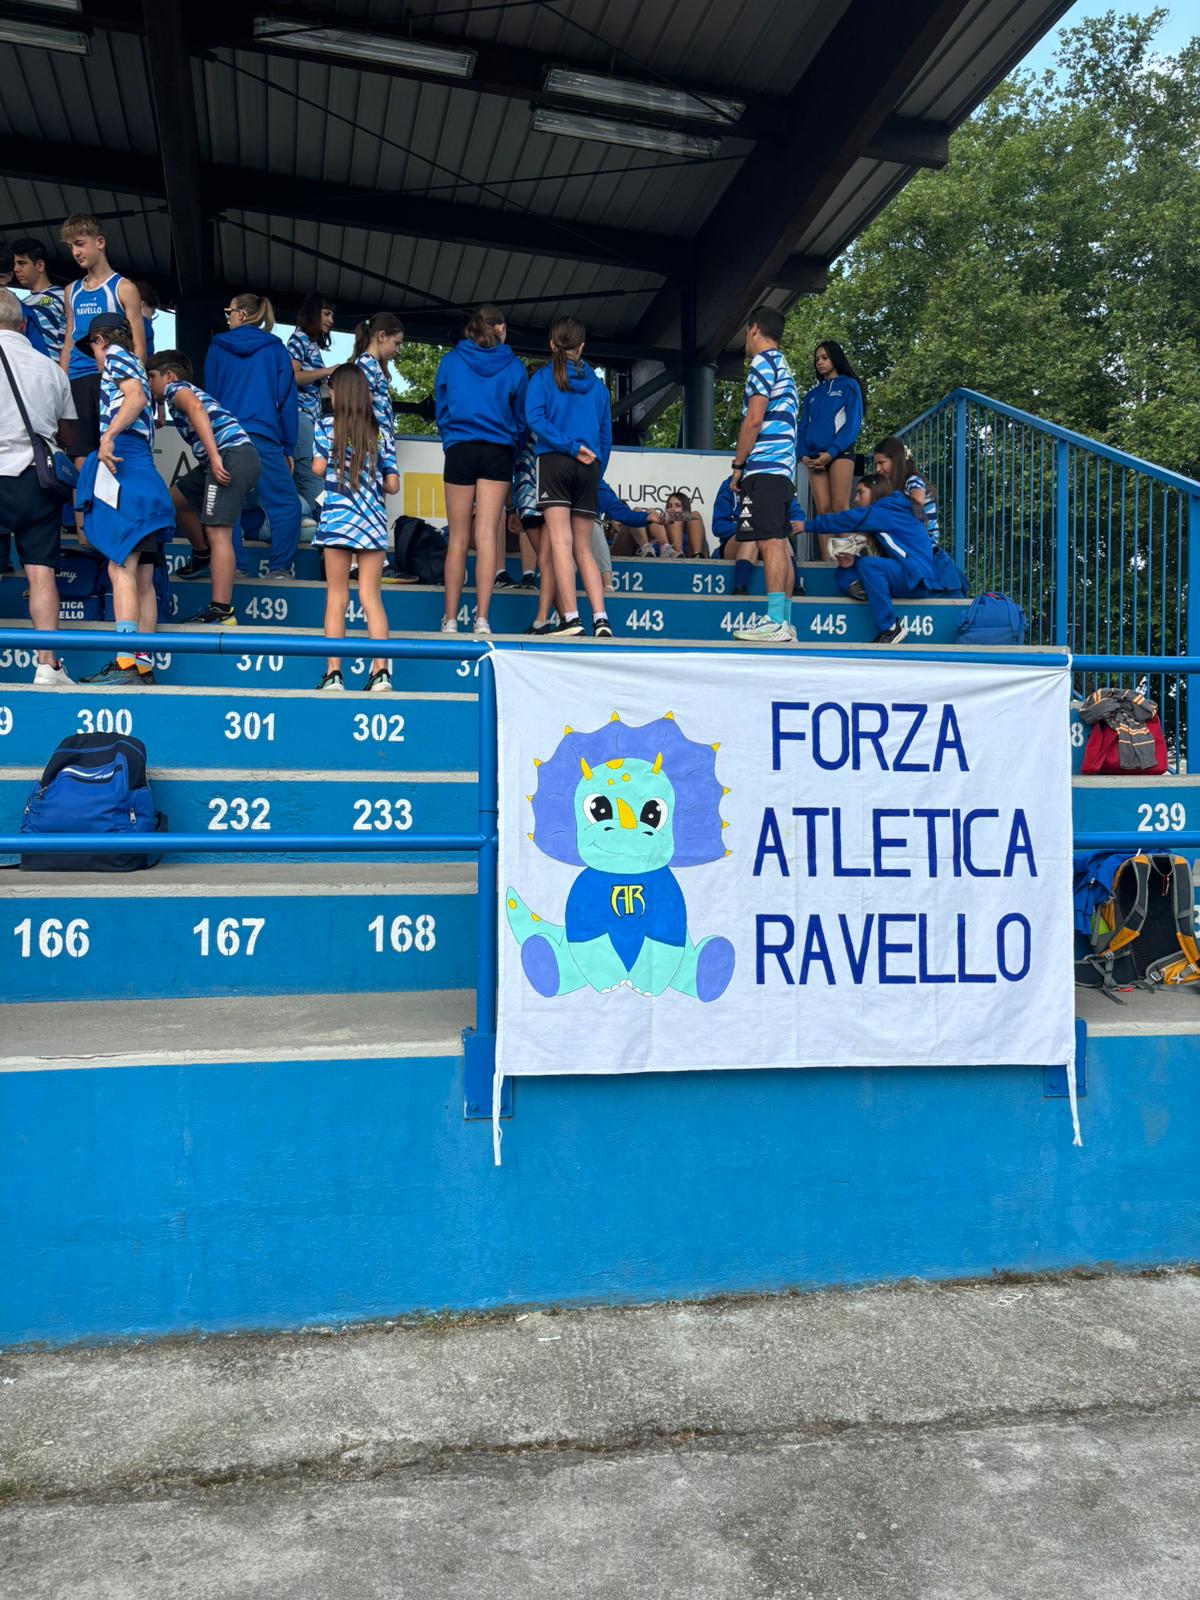 ATLETICA
RAVELLO
LURGICA
512
513
439
443
445
446
370
300
301
302
232
233
239
166
167
168
FORZA
ATLETICA
RAVELLO
AR